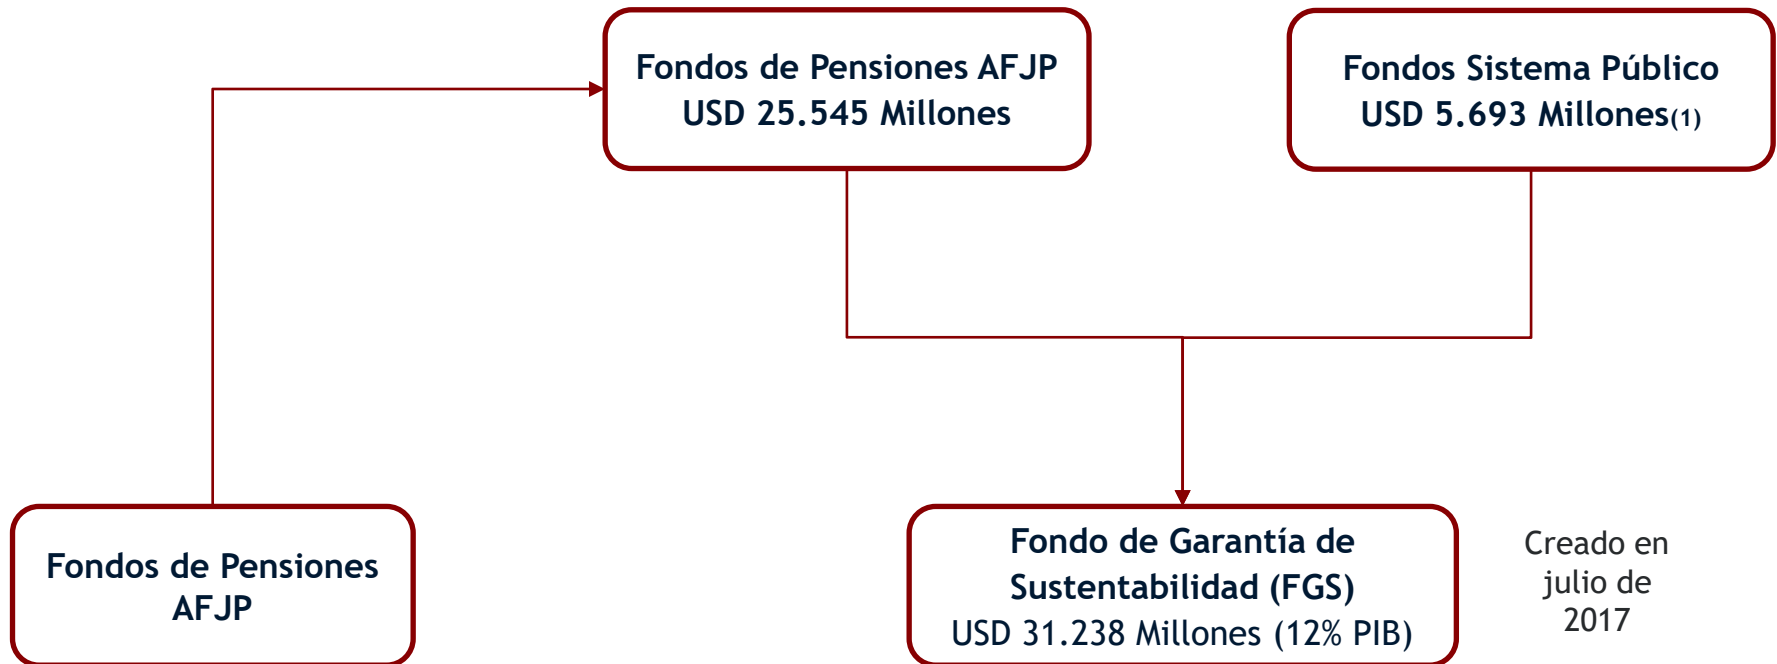 Fondos de Pensiones AFJP
USD 25.545 Millones
Fondos Sistema Público
USD 5.693 Millones(1)
Fondos de Pensiones
AFJP
Fondo de Garantía de
Sustentabilidad (FGS)
USD 31.238 Millones (12% PIB)
Creado en
julio de
2017